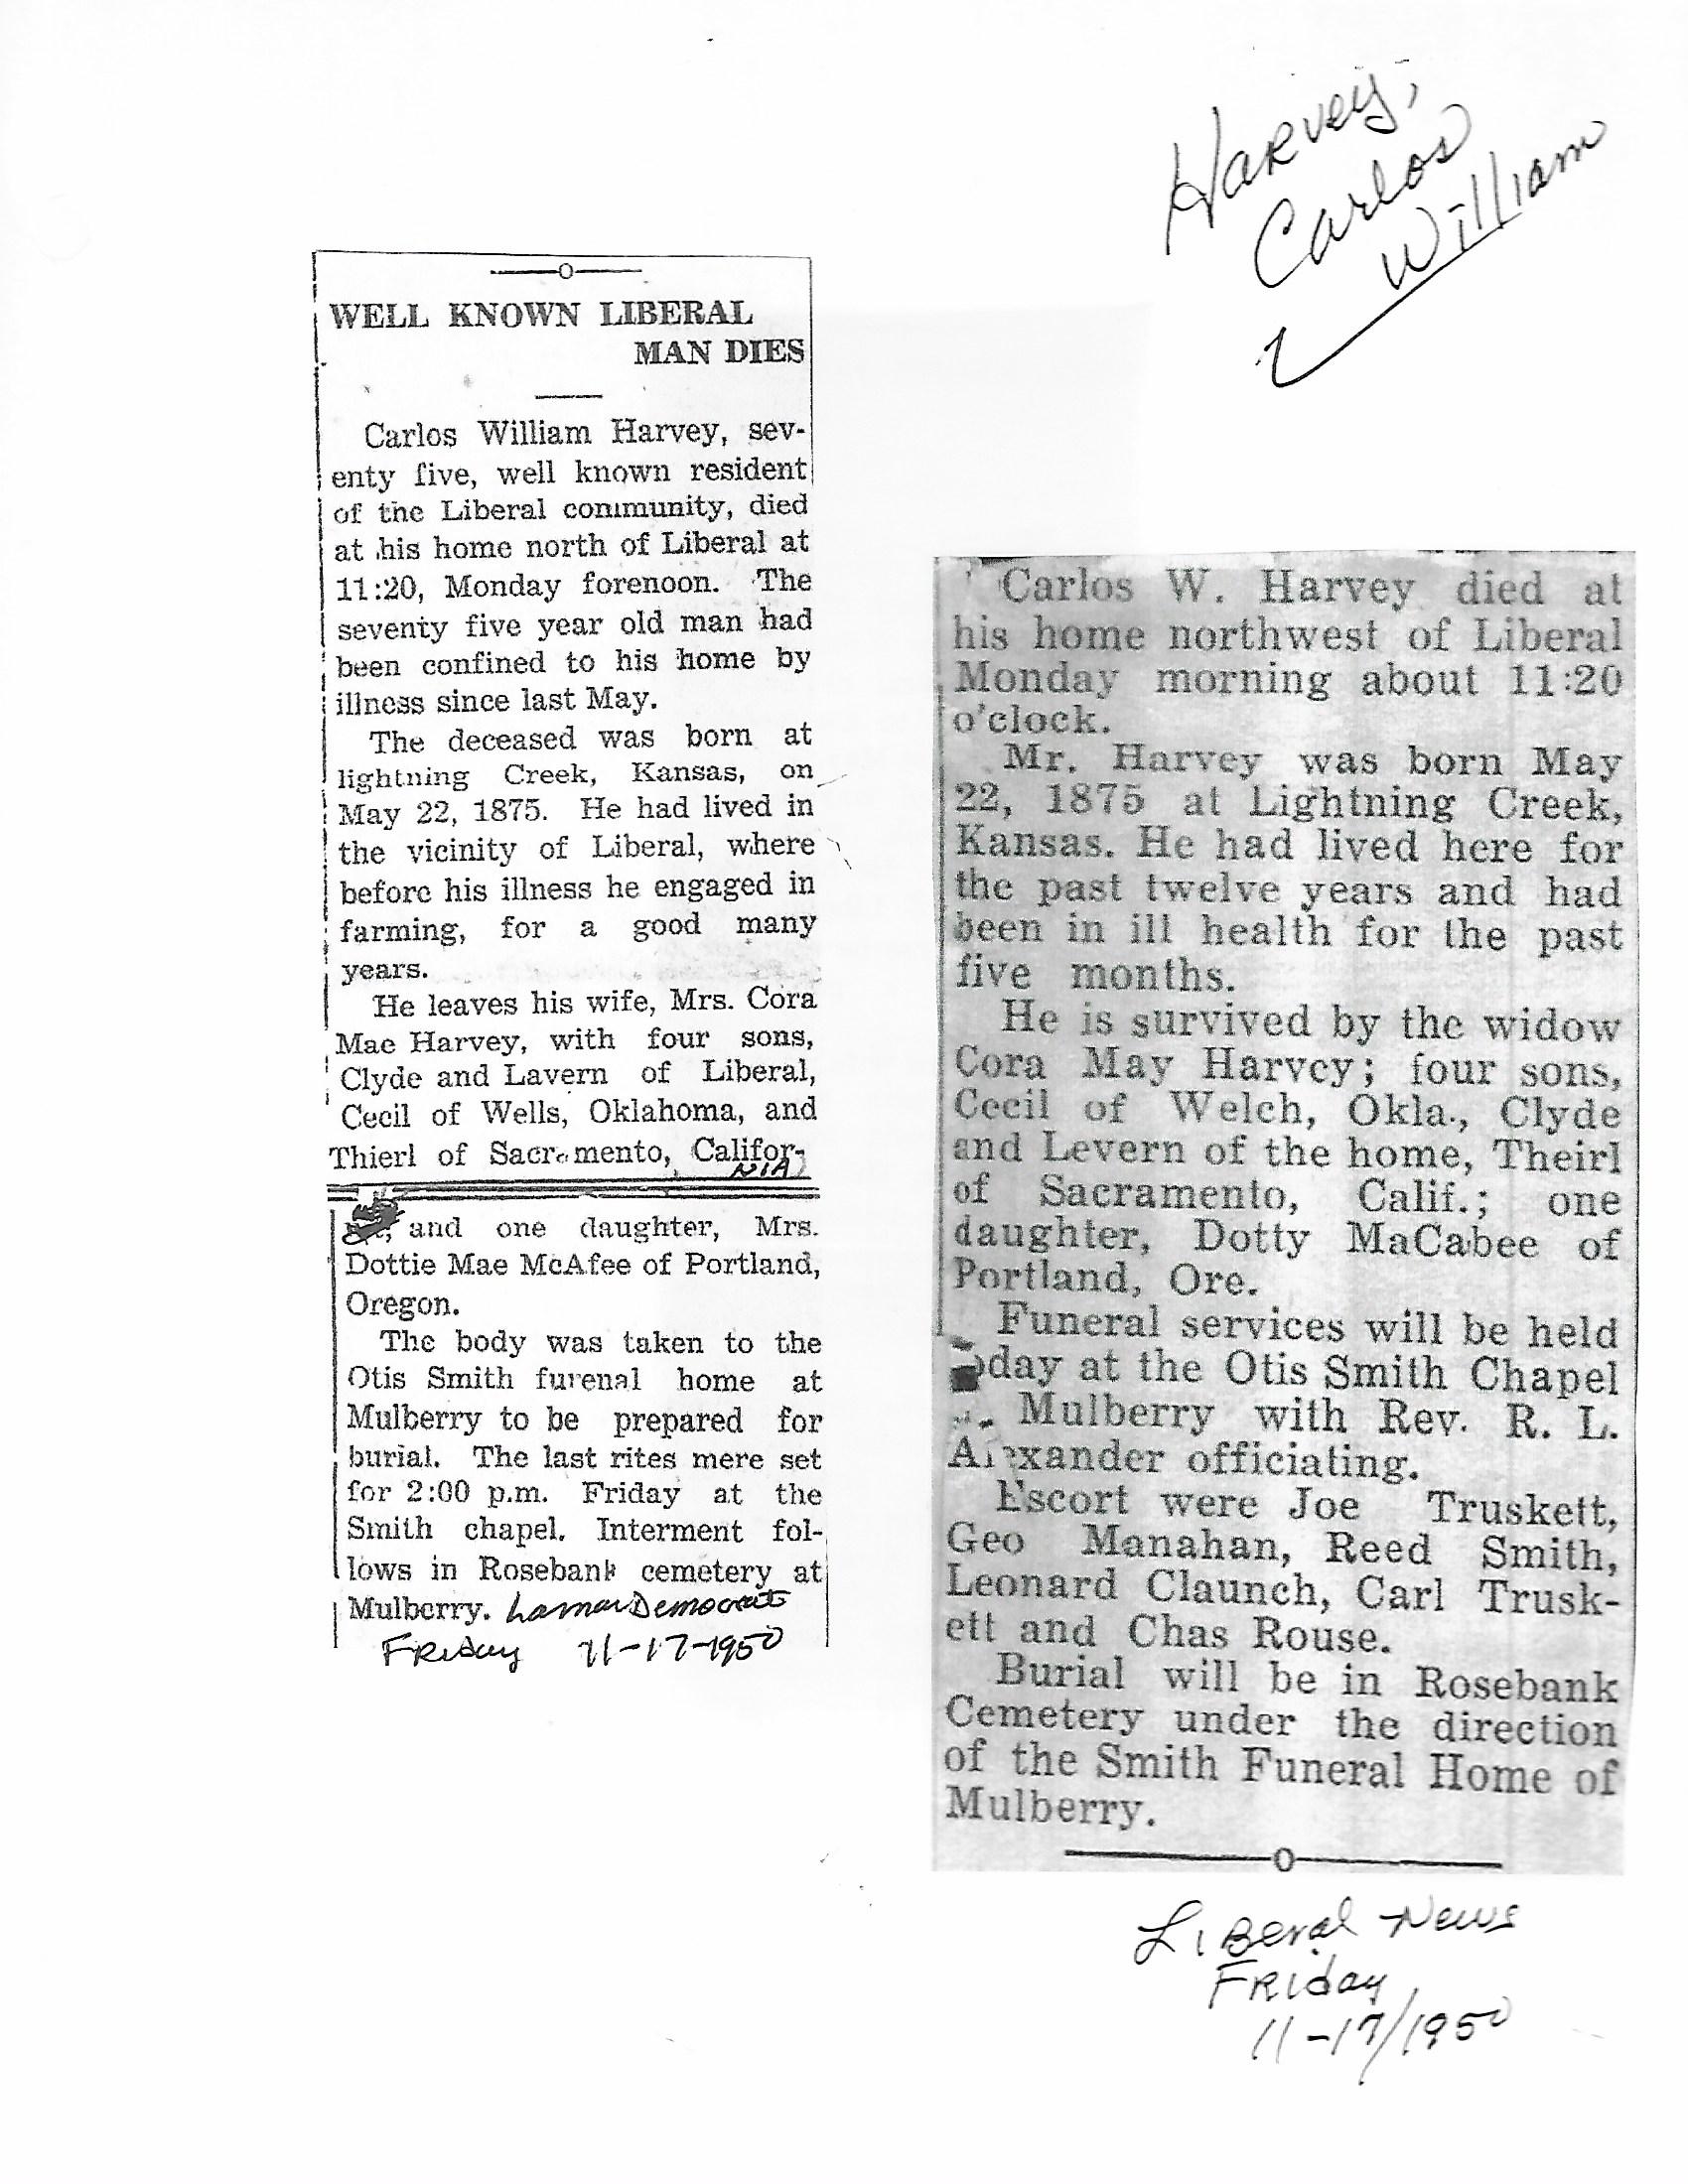 Harvey,
Carlos
William
WELL KNOWN LIBERAL
MAN DIES
Carlos William Harvey, sev-
enty five, well known resident
of the Liberal community, died
at his home north of Liberal at
11:20, Monday forenoon. The
seventy five year old man had
been confined to his home by
illness since last May.
The deceased was born at
lightning Creek, Kansas, on
May 22, 1875. He had lived in
the vicinity of Liberal, where
before his illness he engaged in
farming, for a good many
years.
He leaves his wife, Mrs. Cora
Mae Harvey, with four sons,
Clyde and Lavern of Liberal,
Cecil of Wells, Oklahoma, and
Thierl of Sacramento, Califor-
NIA
and one daughter, Mrs.
Dottie Mae McAfee of Portland,
Oregon.
The body was taken to the
Otis Smith furenal home at
Mulberry to be prepared for
burial. The last rites mere set
for 2:00 p.m. Friday at the
Smith chapel. Interment fol-
lows in Rosebank cemetery at
Mulberry. Lamar Democrat
Friday 11-17-1950
Carlos W. Harvey died at
his home northwest of Liberal
Monday morning about 11:20
o'clock.
Mr. Harvey was born May
22, 1875 at Lightning Creek,
Kansas. He had lived here for
the past twelve years and had
been in ill health for the past
five months.
He is survived by the widow
Cora May Harvey; four sons,
Cecil of Welch, Okla., Clyde
and Levern of the home, Theirl
of Sacramento, Calif.; one
daughter, Dotty MaCabee of
Portland, Ore.
Funeral services will be held
today at the Otis Smith Chapel
Mulberry with Rev. R. L.
Alexander officiating.
Escort were Joe Truskett,
Geo Manahan, Reed Smith,
Leonard Claunch, Carl Trusk-
ett and Chas Rouse.
Burial will be in Rosebank
Cemetery under the direction
of the Smith Funeral Home of
Mulberry.
Liberal News
Friday
11-17/1950